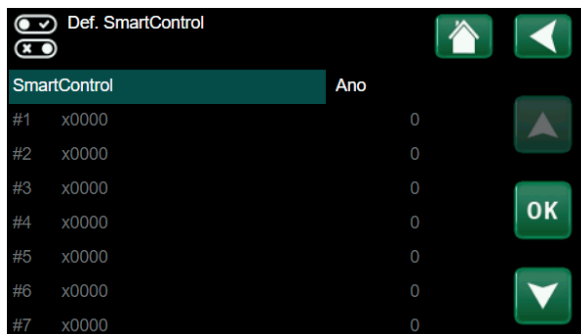 Def. SmartControl
SmartControl Ano
#1 x0000 0
#2 x0000 0
#3 x0000 0
#4 x0000 0
#5 x0000 0
#6 x0000 0
#7 x0000 0
OK